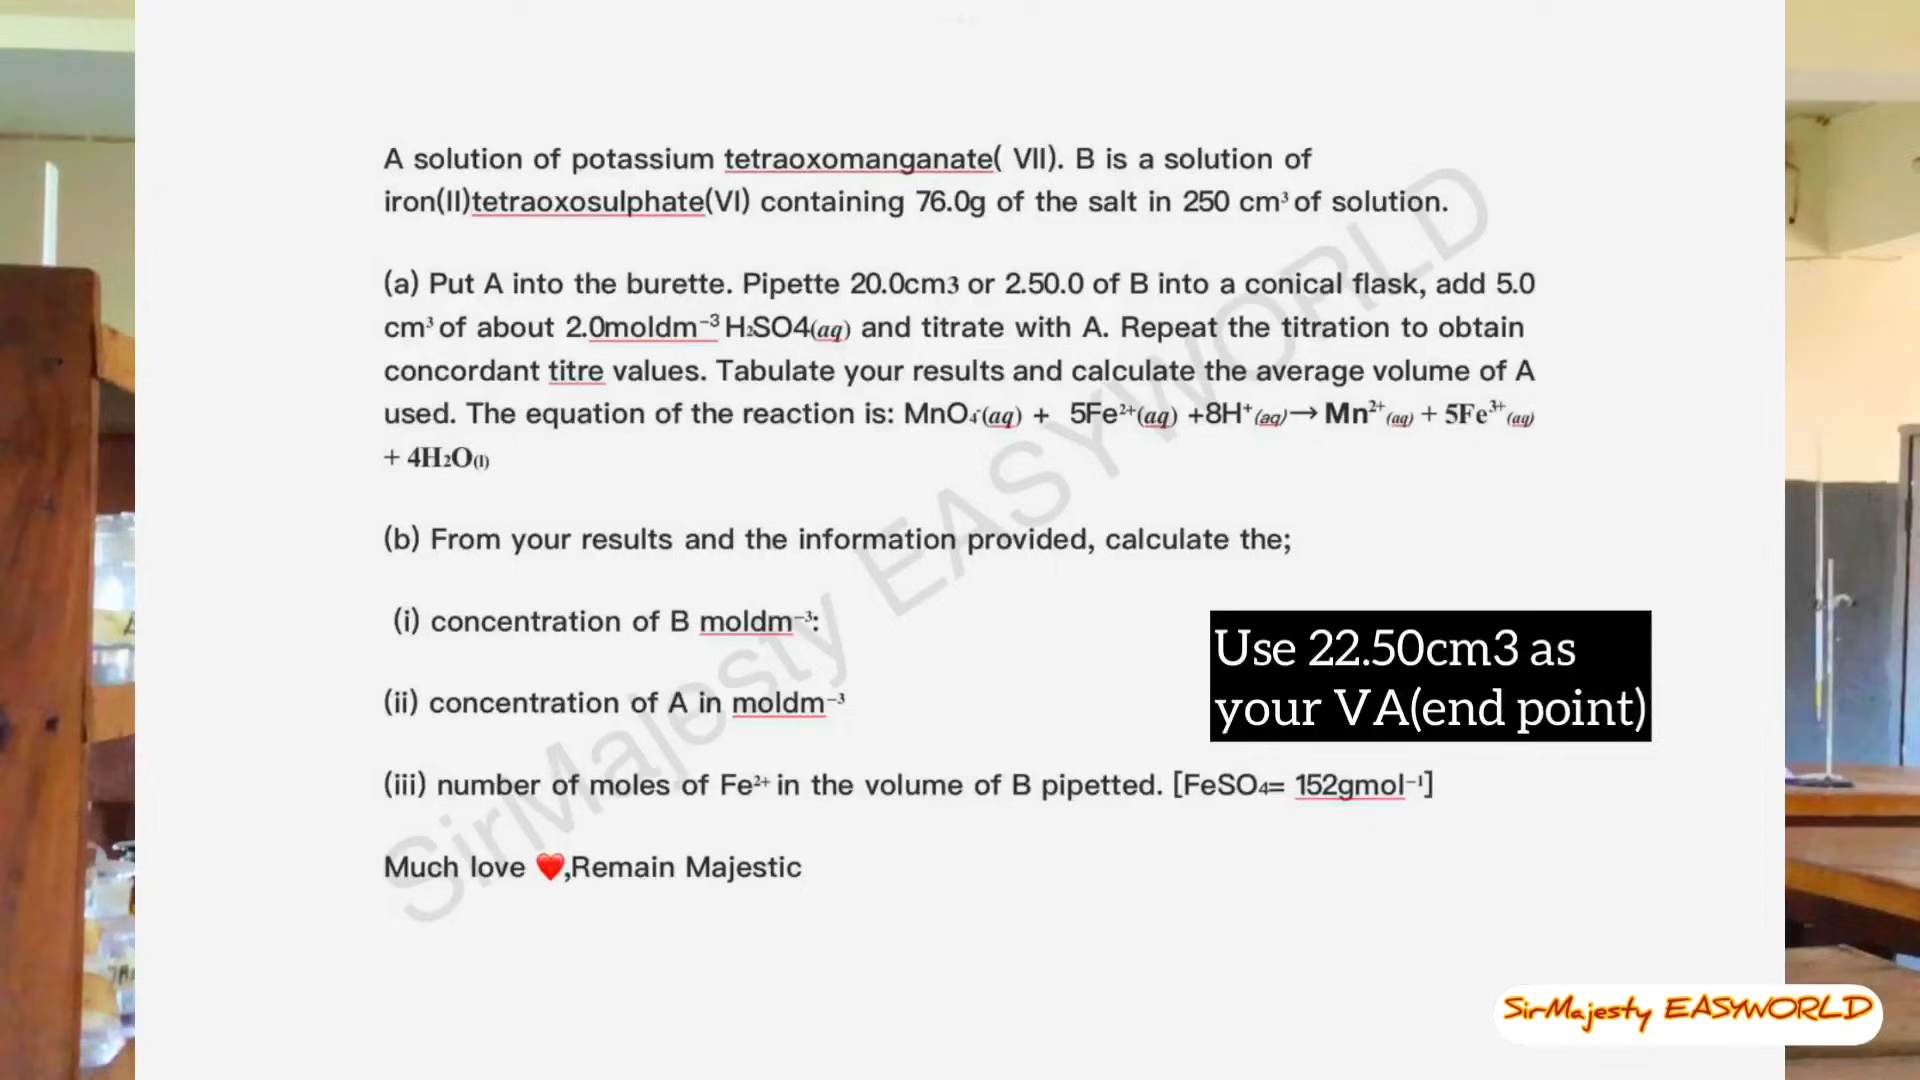 A solution of potassium tetraoxomanganate( VII). B is a solution of
iron(II)tetraoxosulphate(VI) containing 76.0g of the salt in 250 cm³ of solution.
(a) Put A into the burette. Pipette 20.0cm3 or 2.50.0 of B into a conical flask, add 5.0
cm³ of about 2.0moldm⁻³ H₂SO4(aq) and titrate with A. Repeat the titration to obtain
concordant titre values. Tabulate your results and calculate the average volume of A
used. The equation of the reaction is: MnO₄⁻(aq) + 5Fe²⁺(aq) +8H⁺(aq)→ Mn²⁺(aq) + 5Fe³⁺(aq)
+ 4H₂O(l)
(b) From your results and the information provided, calculate the;
(i) concentration of B moldm⁻³:
(ii) concentration of A in moldm⁻³
(iii) number of moles of Fe²⁺ in the volume of B pipetted. [FeSO₄= 152gmol⁻¹]
Much love ❤️,Remain Majestic
Use 22.50cm3 as
your VA(end point)
SirMajesty EASYWORLD
SirMajesty EASYWORLD